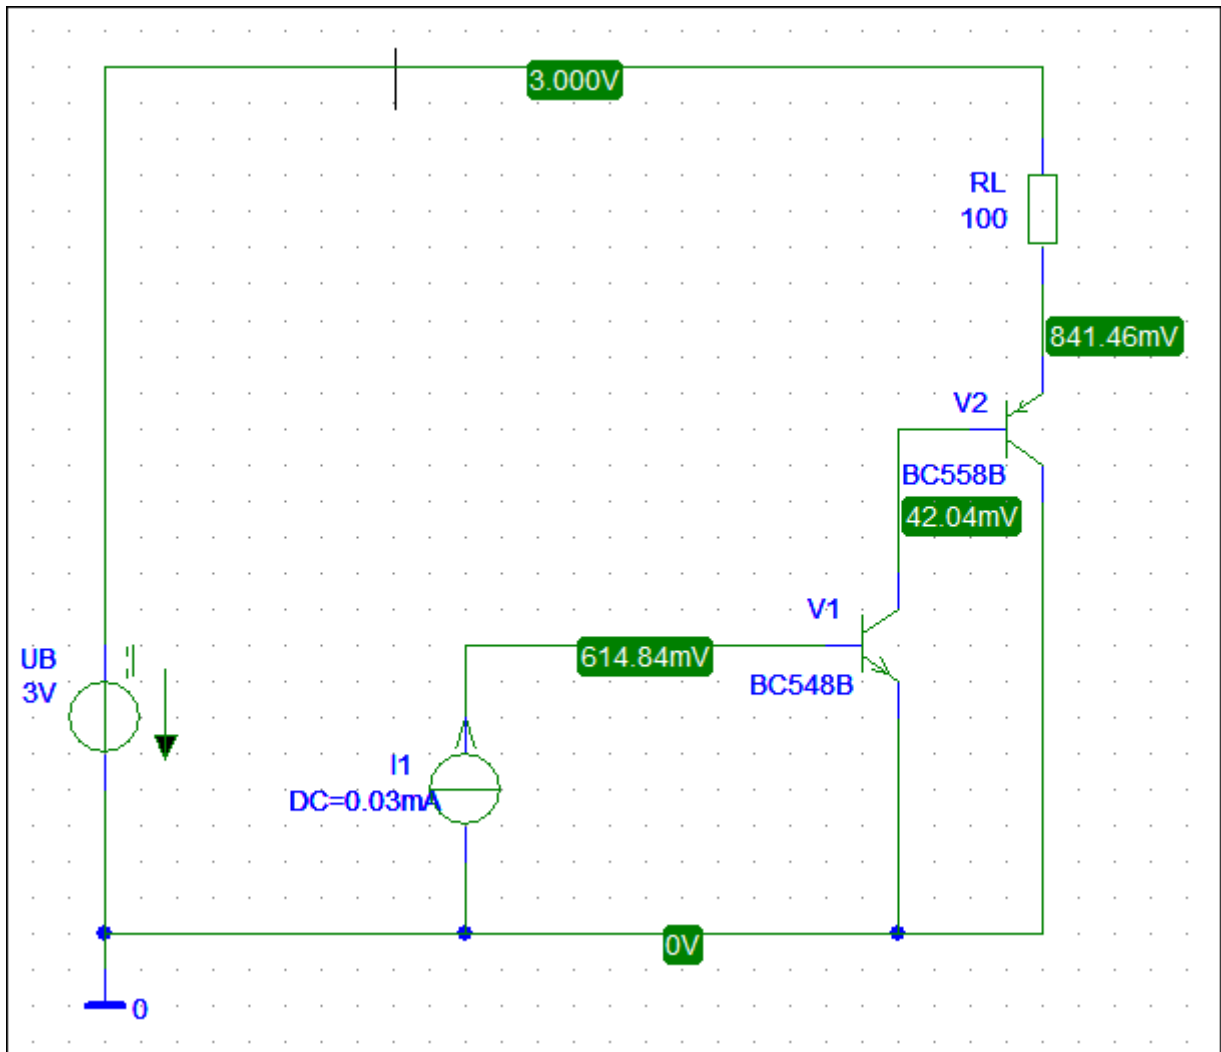 3.000V
RL
100
841.46mV
V2
BC558B
42.04mV
V1
UB
3V
614.84mV
BC548B
I1
DC=0.03mA
0V
0